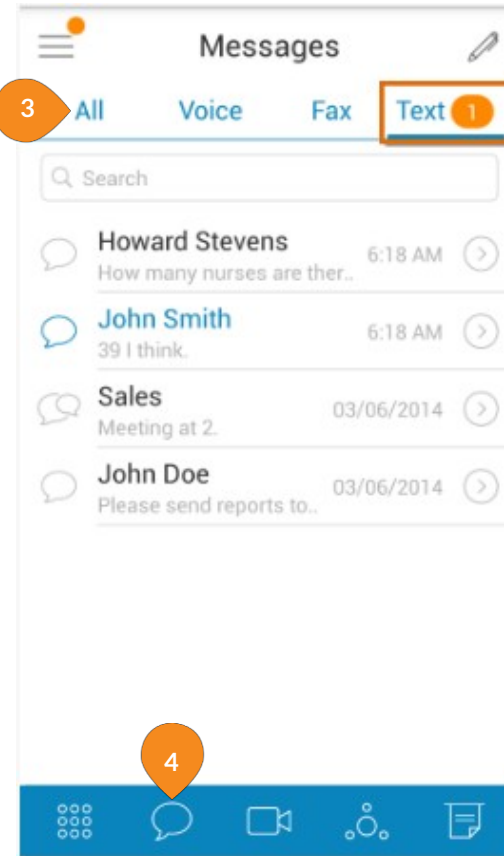 Messages
3 All Voice Fax Text 1
Search
Howard Stevens
6:18 AM
How many nurses are ther..
John Smith
6:18 AM
39 I think.
Sales
03/06/2014
Meeting at 2.
John Doe
03/06/2014
Please send reports to..
4